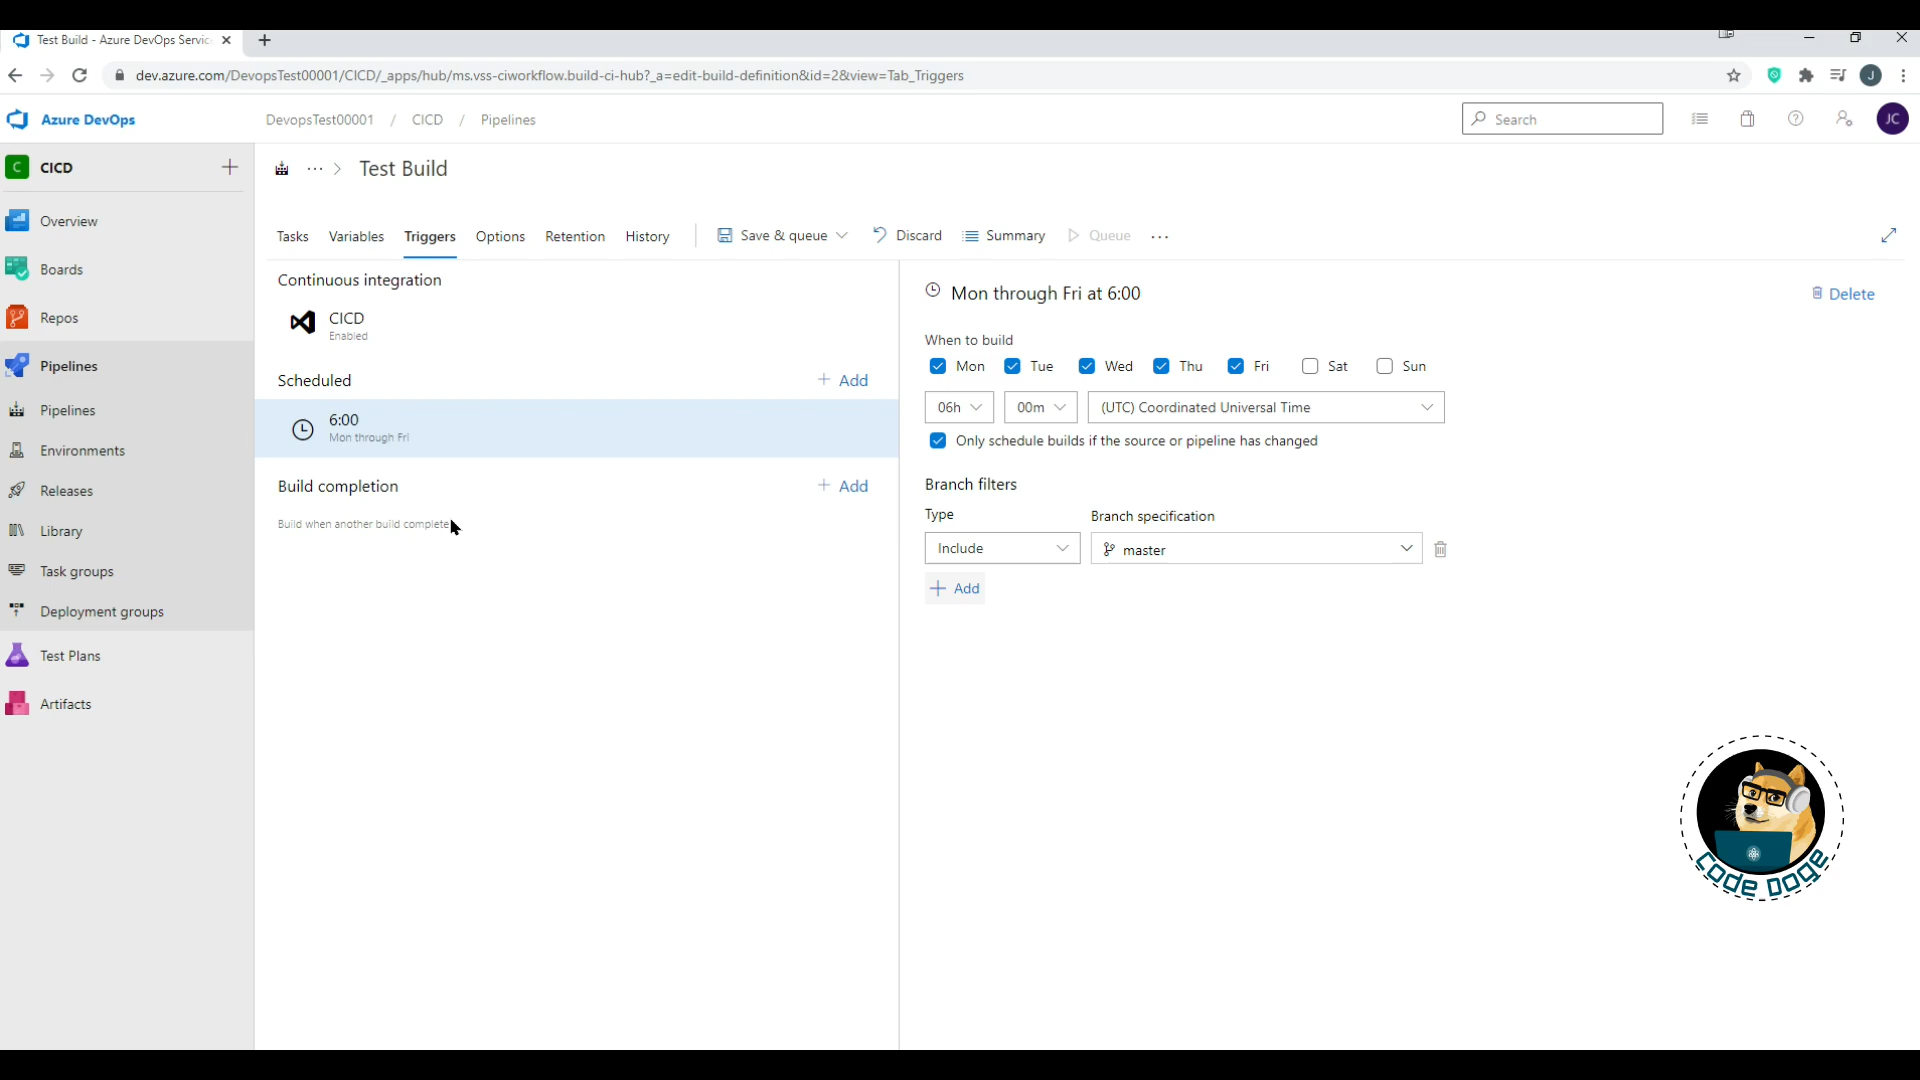 Test Build - Azure DevOps Servic
dev.azure.com/DevopsTest00001/CICD/_apps/hub/ms.vss-ciworkflow.build-ci-hub?_a=edit-build-definition&id=2&view=Tab_Triggers
J
Azure DevOps
DevopsTest00001 / CICD / Pipelines
Search
JC
C CICD
Overview
Boards
Repos
Pipelines
Pipelines
Environments
Releases
Library
Task groups
Deployment groups
Test Plans
Artifacts
··· > Test Build
Tasks Variables Triggers Options Retention History Save & queue Discard Summary Queue ···
Continuous integration
CICD
Enabled
Scheduled + Add
6:00
Mon through Fri
Build completion + Add
Build when another build complete
Mon through Fri at 6:00 Delete
When to build
Mon Tue Wed Thu Fri Sat Sun
06h 00m (UTC) Coordinated Universal Time
Only schedule builds if the source or pipeline has changed
Branch filters
Type Branch specification
Include master
+ Add
Code Doge